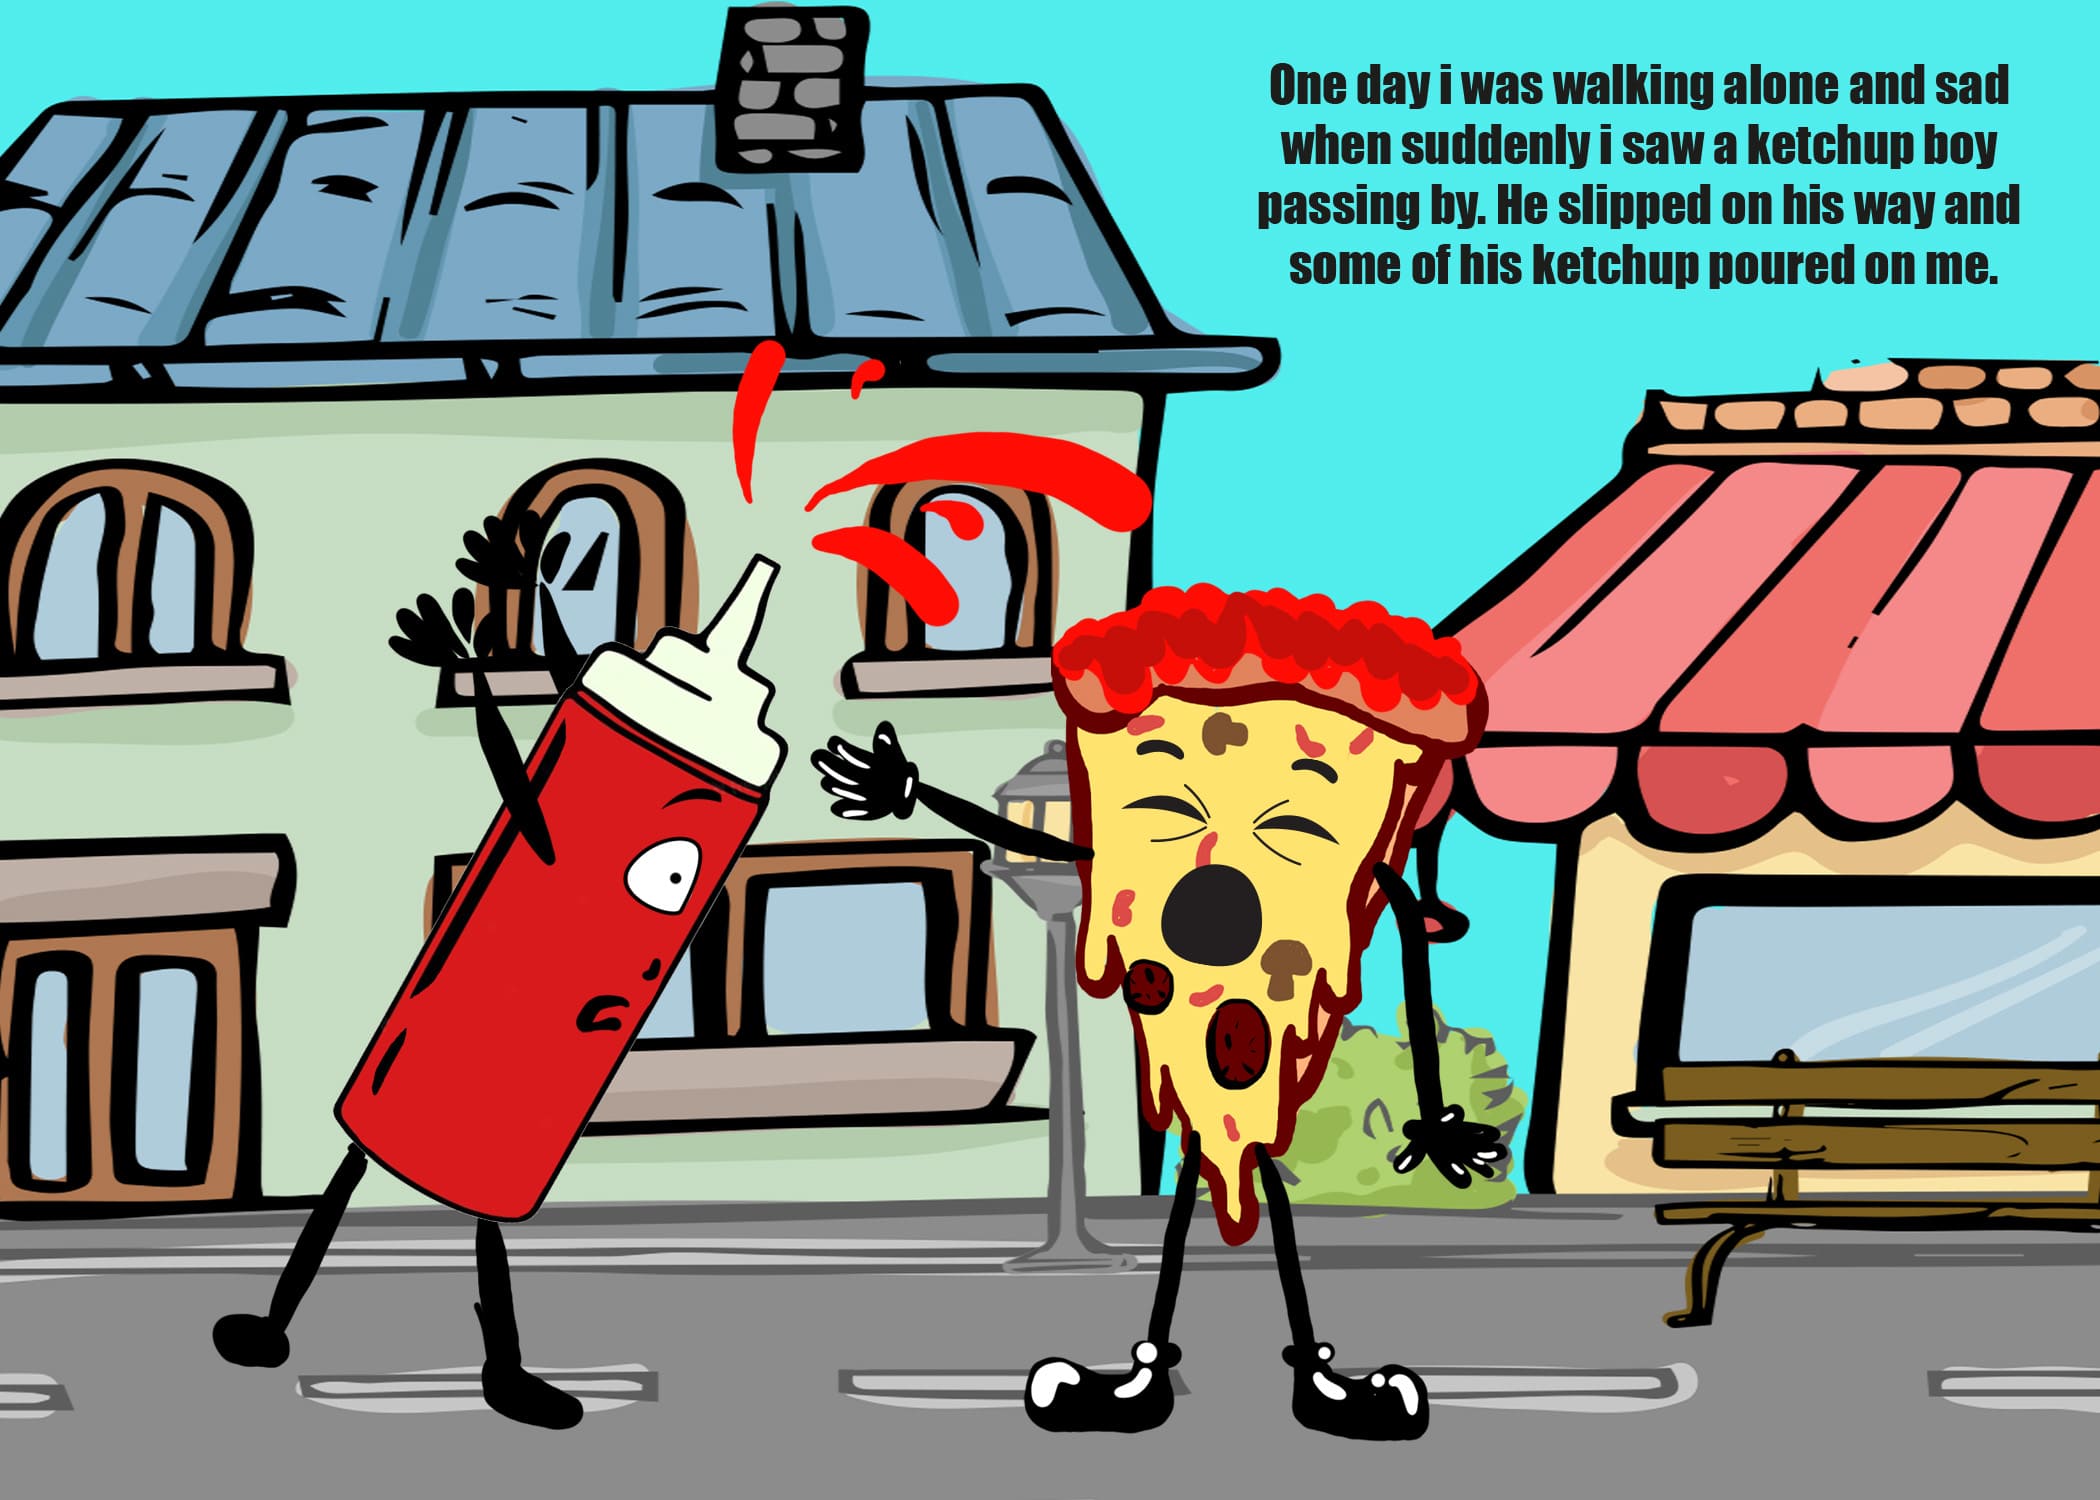 One day i was walking alone and sad
when suddenly i saw a ketchup boy
passing by. He slipped on his way and
some of his ketchup poured on me.